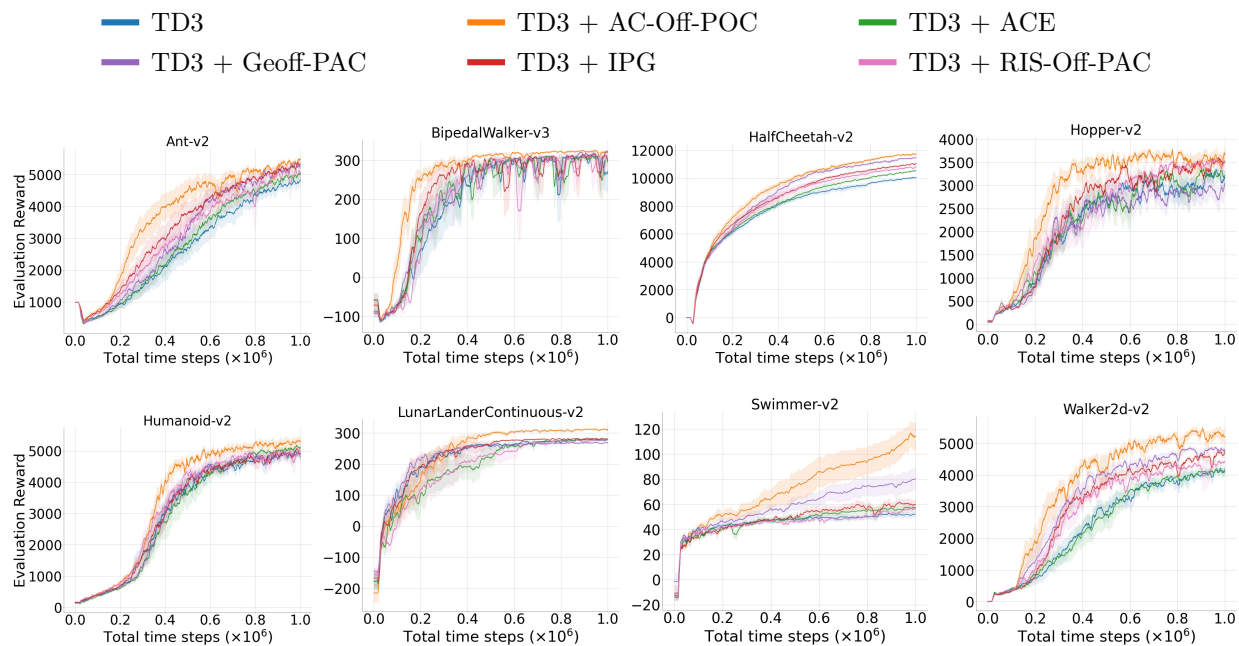 TD3 TD3 + AC-Off-POC TD3 + ACE
TD3 + Geoff-PAC TD3 + IPG TD3 + RIS-Off-PAC
Ant-v2
Evaluation Reward
5000
4000
3000
2000
1000
0.0 0.2 0.4 0.6 0.8 1.0
Total time steps (×10⁶)
BipedalWalker-v3
300
200
100
0
−100
0.0 0.2 0.4 0.6 0.8 1.0
Total time steps (×10⁶)
HalfCheetah-v2
12000
10000
8000
6000
4000
2000
0
0.0 0.2 0.4 0.6 0.8 1.0
Total time steps (×10⁶)
Hopper-v2
4000
3500
3000
2500
2000
1500
1000
500
0
0.0 0.2 0.4 0.6 0.8 1.0
Total time steps (×10⁶)
Humanoid-v2
Evaluation Reward
5000
4000
3000
2000
1000
0
0.0 0.2 0.4 0.6 0.8 1.0
Total time steps (×10⁶)
LunarLanderContinuous-v2
300
200
100
0
−100
−200
0.0 0.2 0.4 0.6 0.8 1.0
Total time steps (×10⁶)
Swimmer-v2
120
100
80
60
40
20
0
−20
0.0 0.2 0.4 0.6 0.8 1.0
Total time steps (×10⁶)
Walker2d-v2
5000
4000
3000
2000
1000
0
0.0 0.2 0.4 0.6 0.8 1.0
Total time steps (×10⁶)